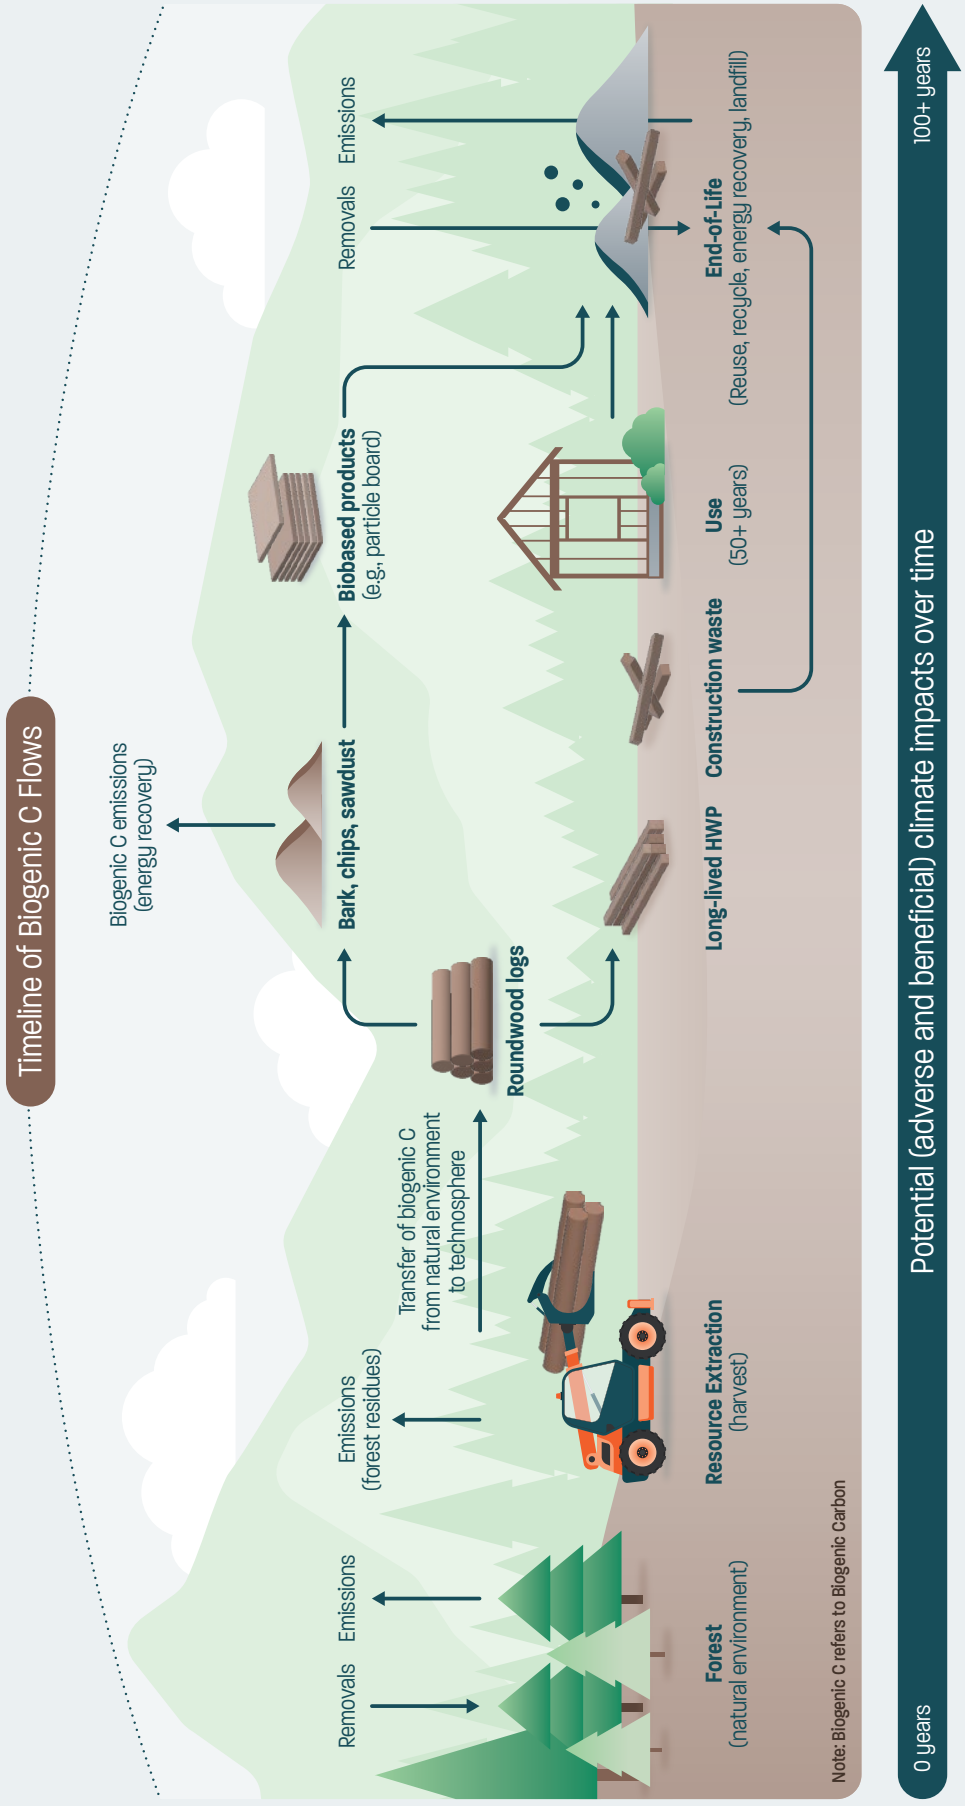 Timeline of Biogenic C Flows
Removals
Emissions
Forest
(natural environment)
Emissions
(forest residues)
Resource Extraction
(harvest)
Transfer of biogenic C
from natural environment
to technosphere
Roundwood logs
Biogenic C emissions
(energy recovery)
Bark, chips, sawdust
Biobased products
(e.g., particle board)
Long-lived HWP
Construction waste
Use
(50+ years)
Removals
Emissions
End-of-Life
(Reuse, recycle, energy recovery, landfill)
Note: Biogenic C refers to Biogenic Carbon
0 years
Potential (adverse and beneficial) climate impacts over time
100+ years